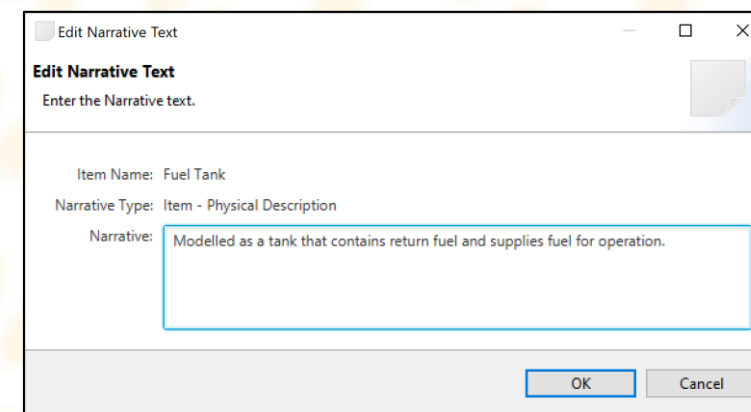 Edit Narrative Text
Edit Narrative Text
Enter the Narrative text.
Item Name: Fuel Tank
Narrative Type: Item - Physical Description
Narrative: Modelled as a tank that contains return fuel and supplies fuel for operation.
OK Cancel